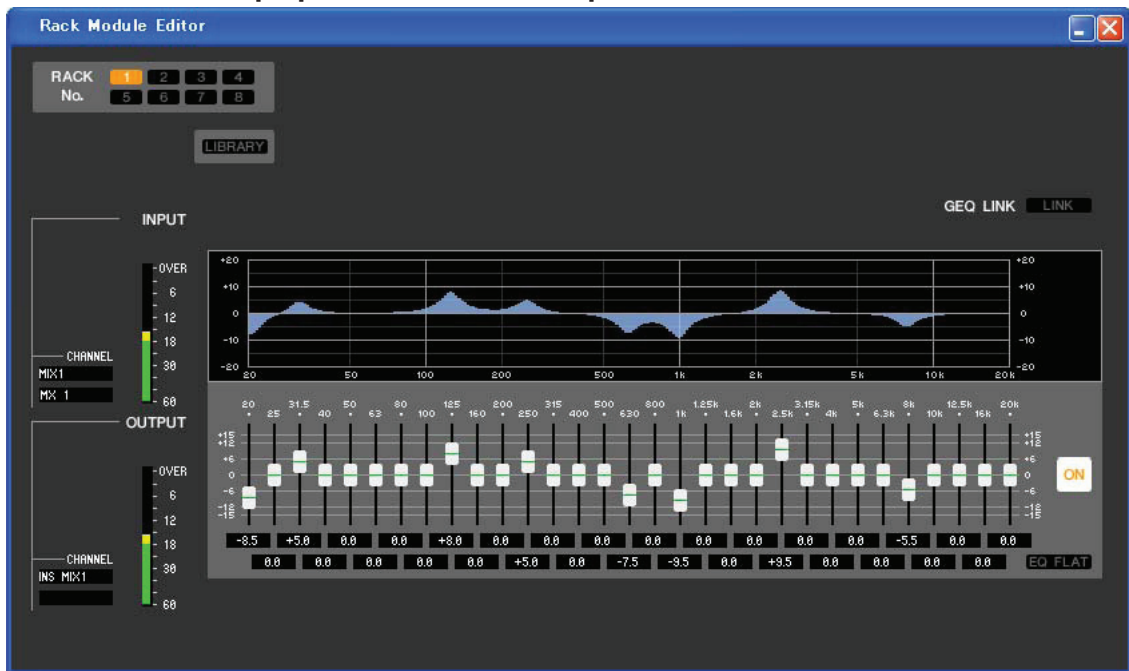 Rack Module Editor
RACK No.
1 2 3 4
5 6 7 8
LIBRARY
GEQ LINK LINK
INPUT
OVER
6
12
18
30
60
CHANNEL
MIX1
MX 1
+20 +20
+10 +10
0 0
-10 -10
-20 -20
20 50 100 200 500 1k 2k 5k 10k 20k
20 31.5 50 80 125 200 315 500 800 1.25k 2k 3.15k 5k 8k 12.5k 20k
25 40 63 100 160 250 400 630 1k 1.6k 2.5k 4k 6.3k 10k 16k
+15 +15
+12 +12
+6 +6
0 0
-6 -6
-12 -12
-15 -15
ON
-8.5 +5.0 0.0 0.0 +8.0 0.0 0.0 0.0 0.0 0.0 0.0 0.0 0.0 -5.5 0.0 0.0
0.0 0.0 0.0 0.0 0.0 +5.0 0.0 -7.5 -9.5 0.0 +9.5 0.0 0.0 0.0 0.0
EQ FLAT
OUTPUT
OVER
6
12
18
30
60
CHANNEL
INS MIX1